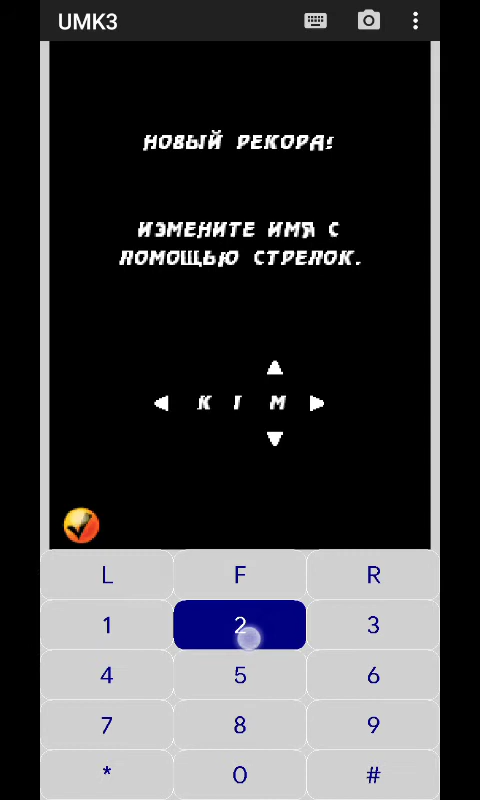 UMK3
НОВЫЙ РЕКОРД!
ИЗМЕНИТЕ ИМЯ С
ПОМОЩЬЮ СТРЕЛОК.
K I M
L F R
1 2 3
4 5 6
7 8 9
* 0 #